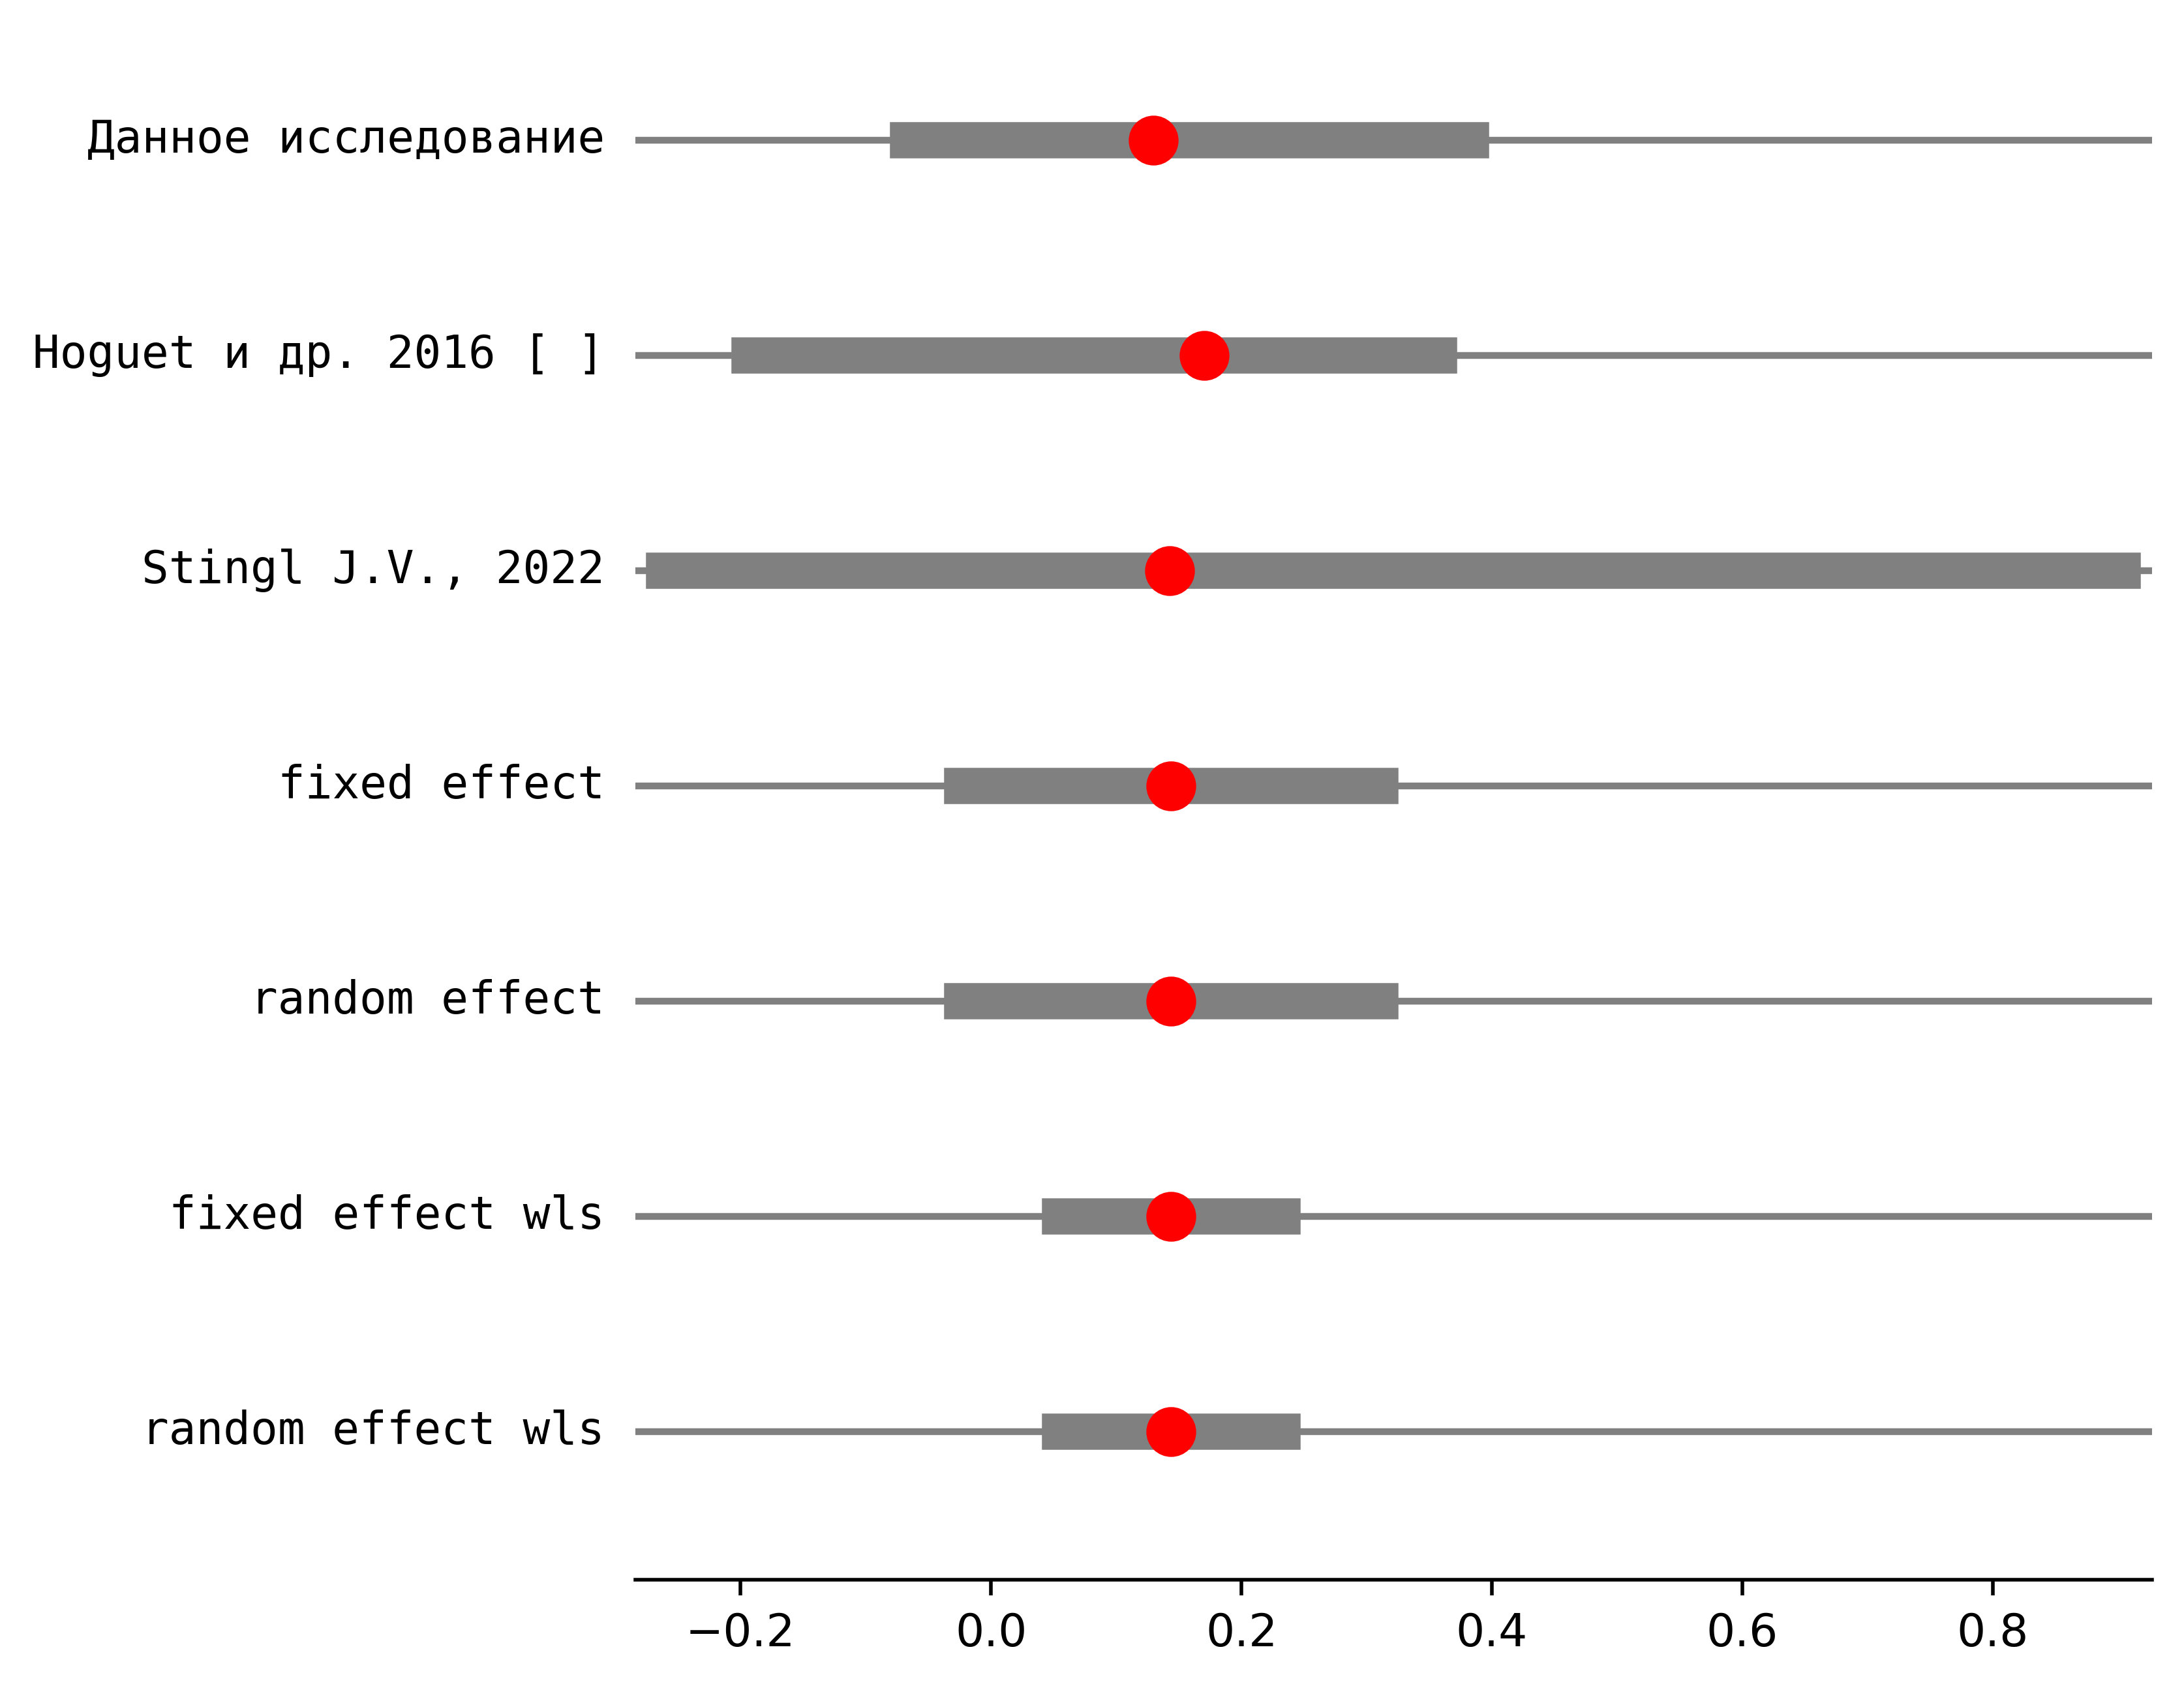 Данное исследование
Hoguet и др. 2016 [ ]
Stingl J.V., 2022
fixed effect
random effect
fixed effect wls
random effect wls
−0.2 0.0 0.2 0.4 0.6 0.8